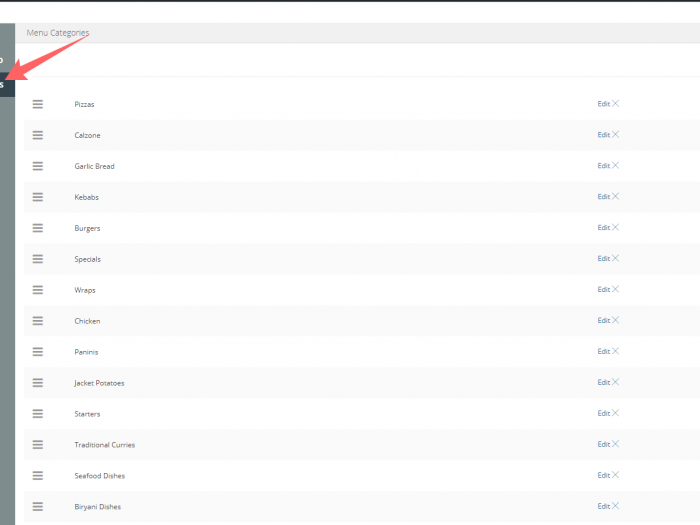 Menu Categories
Pizzas Edit
Calzone Edit
Garlic Bread Edit
Kebabs Edit
Burgers Edit
Specials Edit
Wraps Edit
Chicken Edit
Paninis Edit
Jacket Potatoes Edit
Starters Edit
Traditional Curries Edit
Seafood Dishes Edit
Biryani Dishes Edit